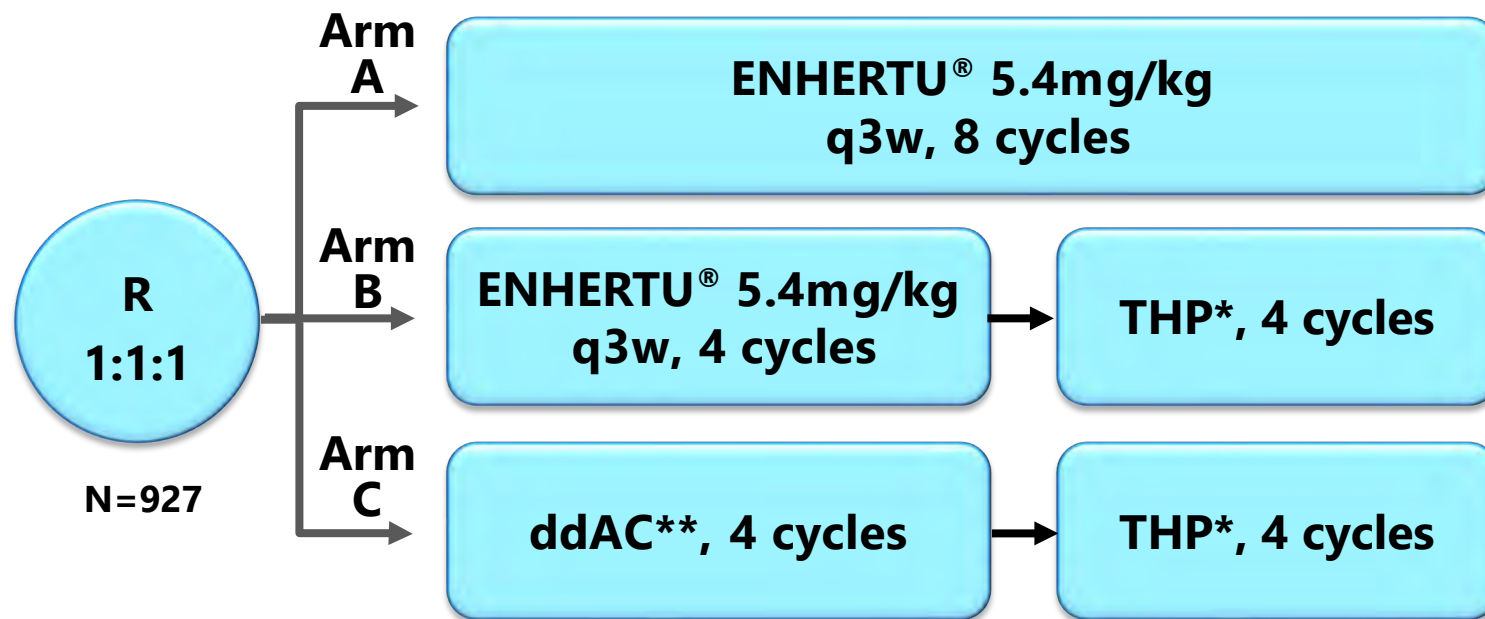 R
1:1:1
N=927
Arm
A
ENHERTU® 5.4mg/kg
q3w, 8 cycles
Arm
B
ENHERTU® 5.4mg/kg
q3w, 4 cycles
THP*, 4 cycles
Arm
C
ddAC**, 4 cycles
THP*, 4 cycles